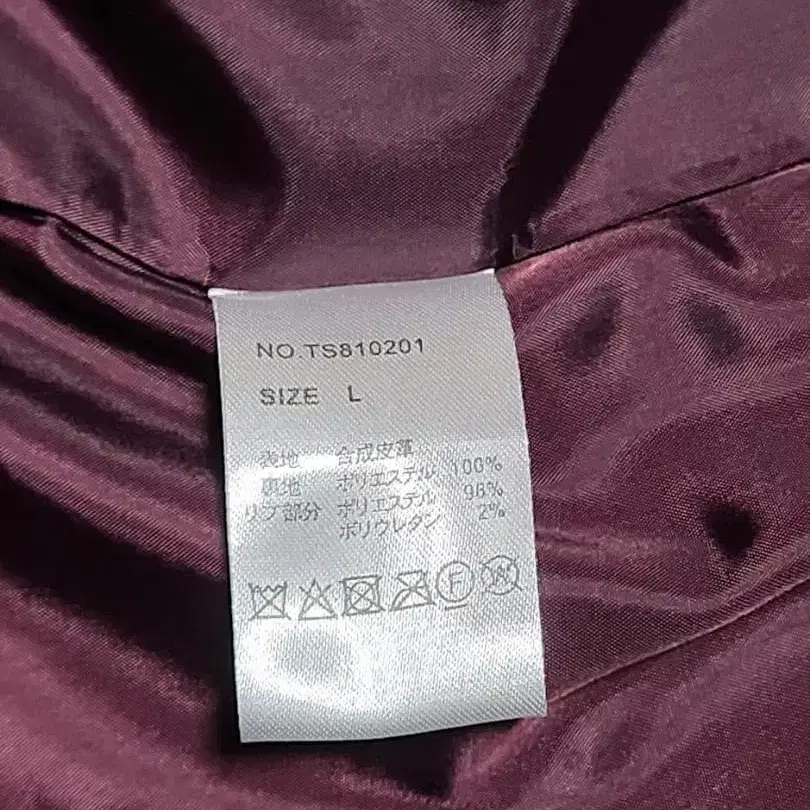 NO.TS810201
SIZE L
表地 合成皮革
裏地 ポリエステル 100%
リブ部分 ポリエステル 98%
ポリウレタン 2%
F
W